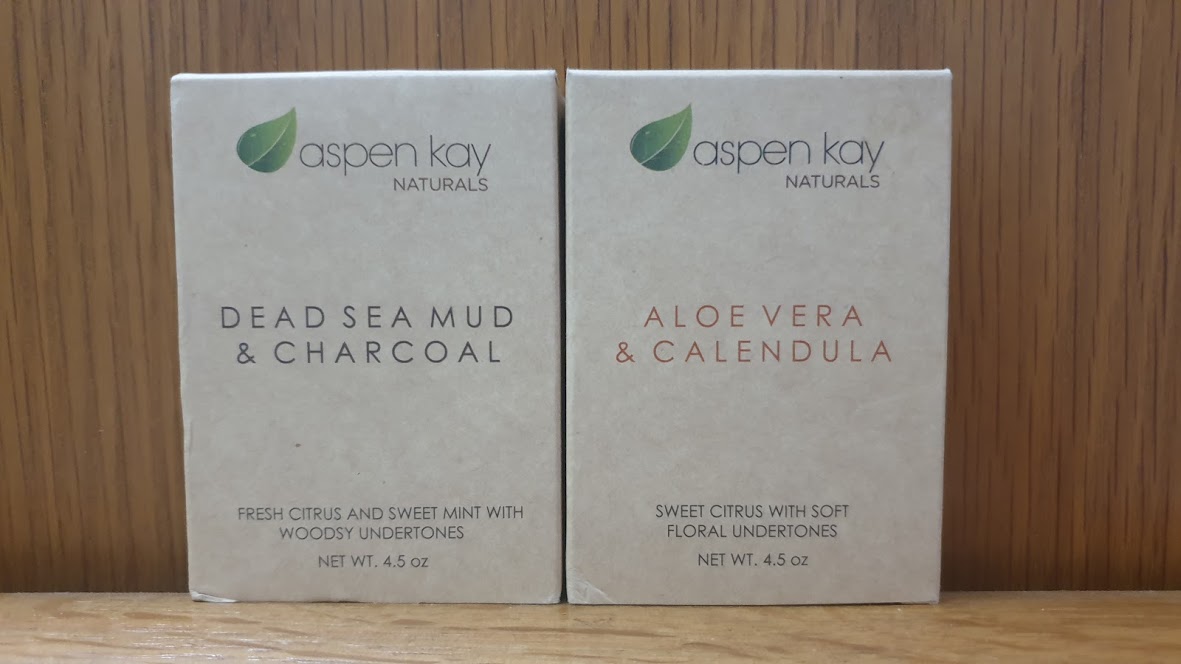 aspen kay
NATURALS
DEAD SEA MUD
& CHARCOAL
FRESH CITRUS AND SWEET MINT WITH
WOODSY UNDERTONES
NET WT. 4.5 oz
aspen kay
NATURALS
ALOE VERA
& CALENDULA
SWEET CITRUS WITH SOFT
FLORAL UNDERTONES
NET WT. 4.5 oz